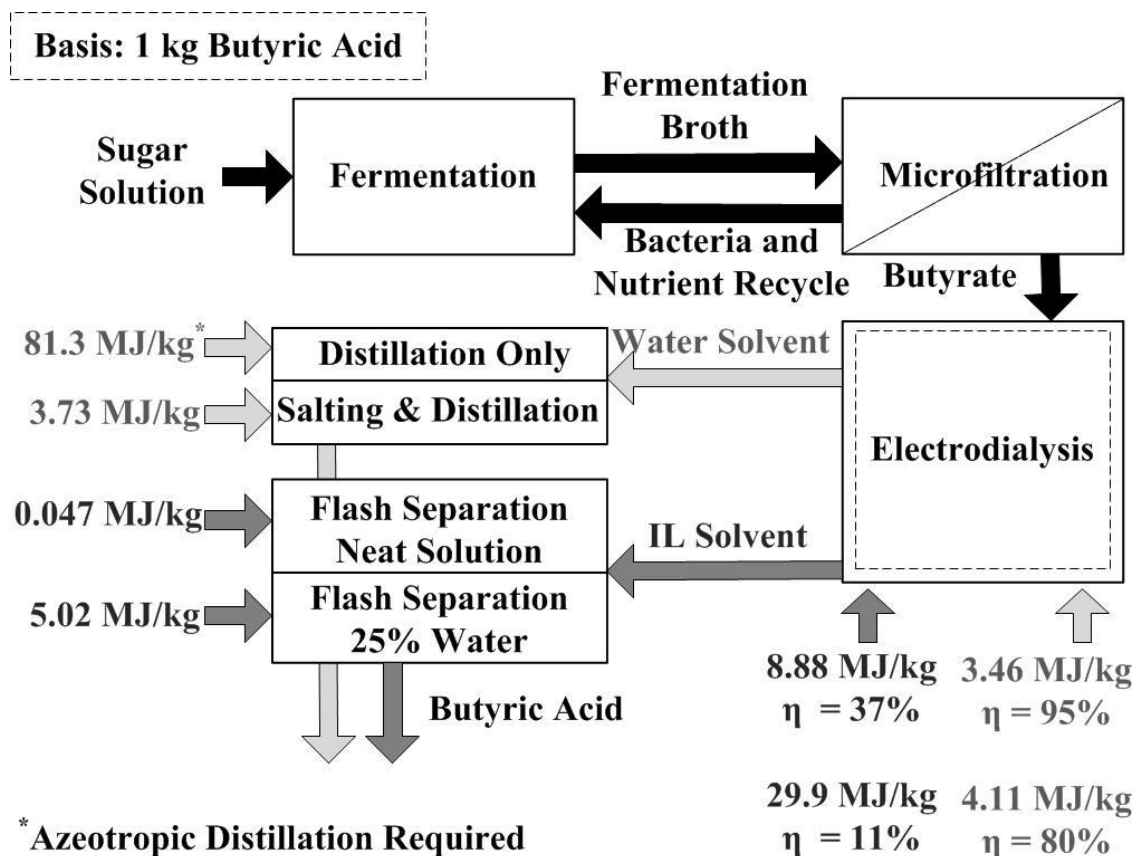 Basis: 1 kg Butyric Acid
Sugar
Solution
Fermentation
Fermentation
Broth
Bacteria and
Nutrient Recycle
Microfiltration
Butyrate
81.3 MJ/kg*
Distillation Only
Water Solvent
3.73 MJ/kg
Salting & Distillation
Electrodialysis
0.047 MJ/kg
Flash Separation
Neat Solution
IL Solvent
5.02 MJ/kg
Flash Separation
25% Water
Butyric Acid
8.88 MJ/kg
η = 37%
3.46 MJ/kg
η = 95%
29.9 MJ/kg
η = 11%
4.11 MJ/kg
η = 80%
*Azeotropic Distillation Required